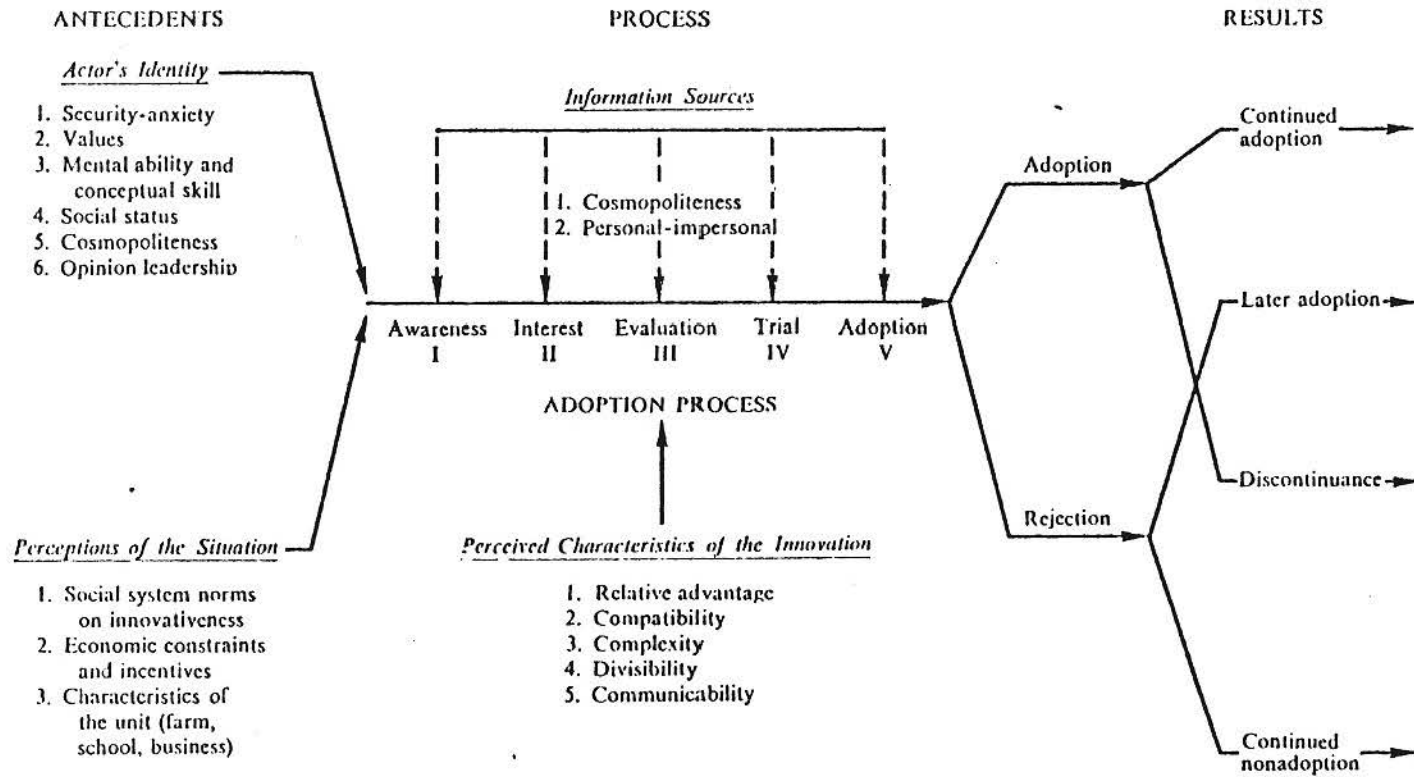 ANTECEDENTS
Actor's Identity
1. Security-anxiety
2. Values
3. Mental ability and
conceptual skill
4. Social status
5. Cosmopoliteness
6. Opinion leadership
Perceptions of the Situation
1. Social system norms
on innovativeness
2. Economic constraints
and incentives
3. Characteristics of
the unit (farm,
school, business)
PROCESS
Information Sources
1. Cosmopoliteness
2. Personal-impersonal
Awareness Interest Evaluation Trial Adoption
I II III IV V
ADOPTION PROCESS
Perceived Characteristics of the Innovation
1. Relative advantage
2. Compatibility
3. Complexity
4. Divisibility
5. Communicability
RESULTS
Adoption
Rejection
Continued
adoption
Later adoption
Discontinuance
Continued
nonadoption